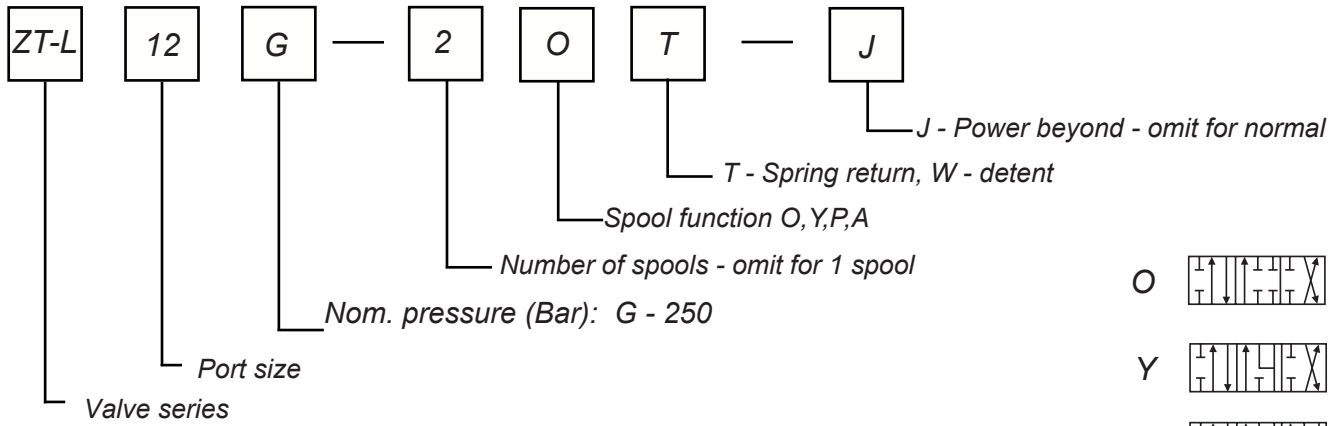 ZT-L 12 G — 2 O T — J
J - Power beyond - omit for normal
T - Spring return, W - detent
Spool function O,Y,P,A
Number of spools - omit for 1 spool
O
Nom. pressure (Bar): G - 250
Port size
Y
Valve series